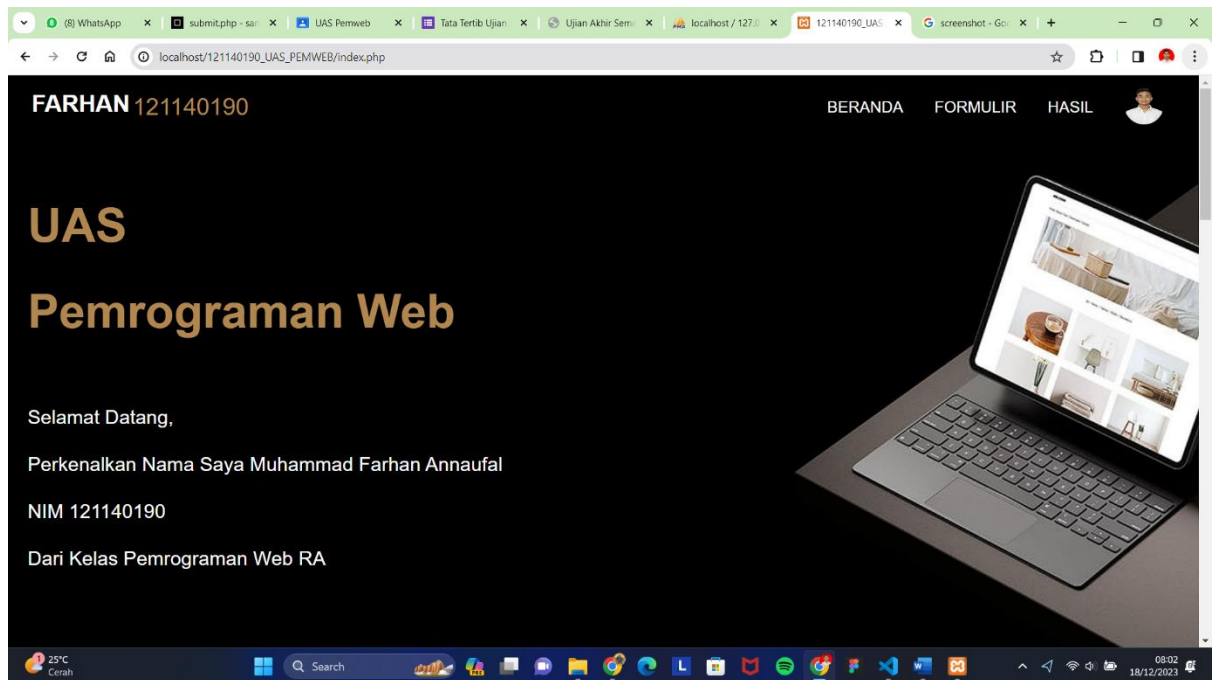 (8) WhatsApp
submit.php - san
UAS Pemweb
Tata Tertib Ujian
Ujian Akhir Seme
localhost / 127.0
121140190_UAS
screenshot - Goo
localhost/121140190_UAS_PEMWEB/index.php
FARHAN 121140190
BERANDA FORMULIR HASIL
UAS
Pemrograman Web
Selamat Datang,
Perkenalkan Nama Saya Muhammad Farhan Annaufal
NIM 121140190
Dari Kelas Pemrograman Web RA
25°C
Cerah
Search
08:02
18/12/2023